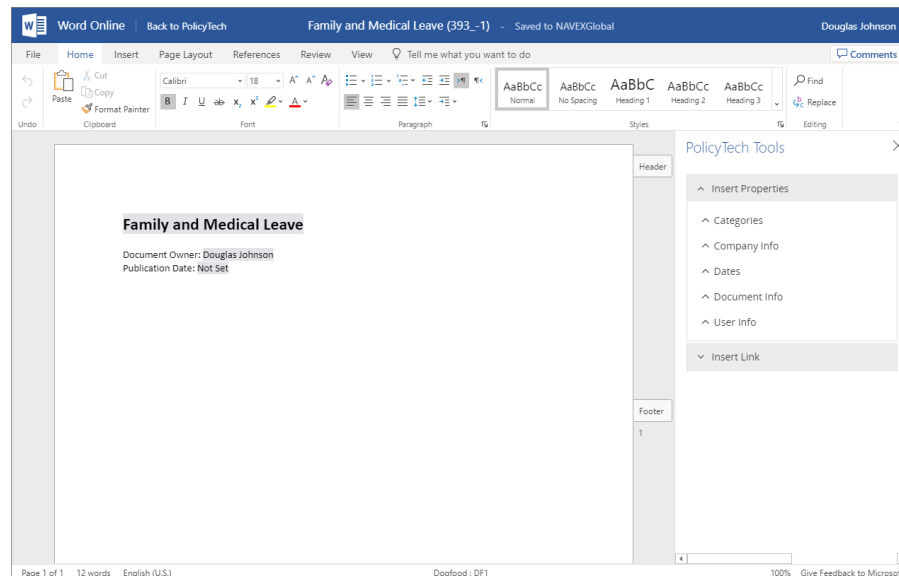 Word Online Back to PolicyTech Family and Medical Leave (393_-1) - Saved to NAVEXGlobal Douglas Johnson
File Home Insert Page Layout References Review View Tell me what you want to do Comments
Paste
Cut
Copy
Format Painter
Calibri 18 A^ A˅ A
B I U ab x₂ x² A
AaBbCc AaBbCc AaBbC AaBbCc AaBbCc
Normal No Spacing Heading 1 Heading 2 Heading 3
Find
Replace
Undo Clipboard Font Paragraph Styles Editing
Header
Family and Medical Leave
Document Owner: Douglas Johnson
Publication Date: Not Set
Footer
1
PolicyTech Tools
Insert Properties
Categories
Company Info
Dates
Document Info
User Info
Insert Link
Page 1 of 1 12 words English (U.S.) Dogfood : DF1 100% Give Feedback to Microsof